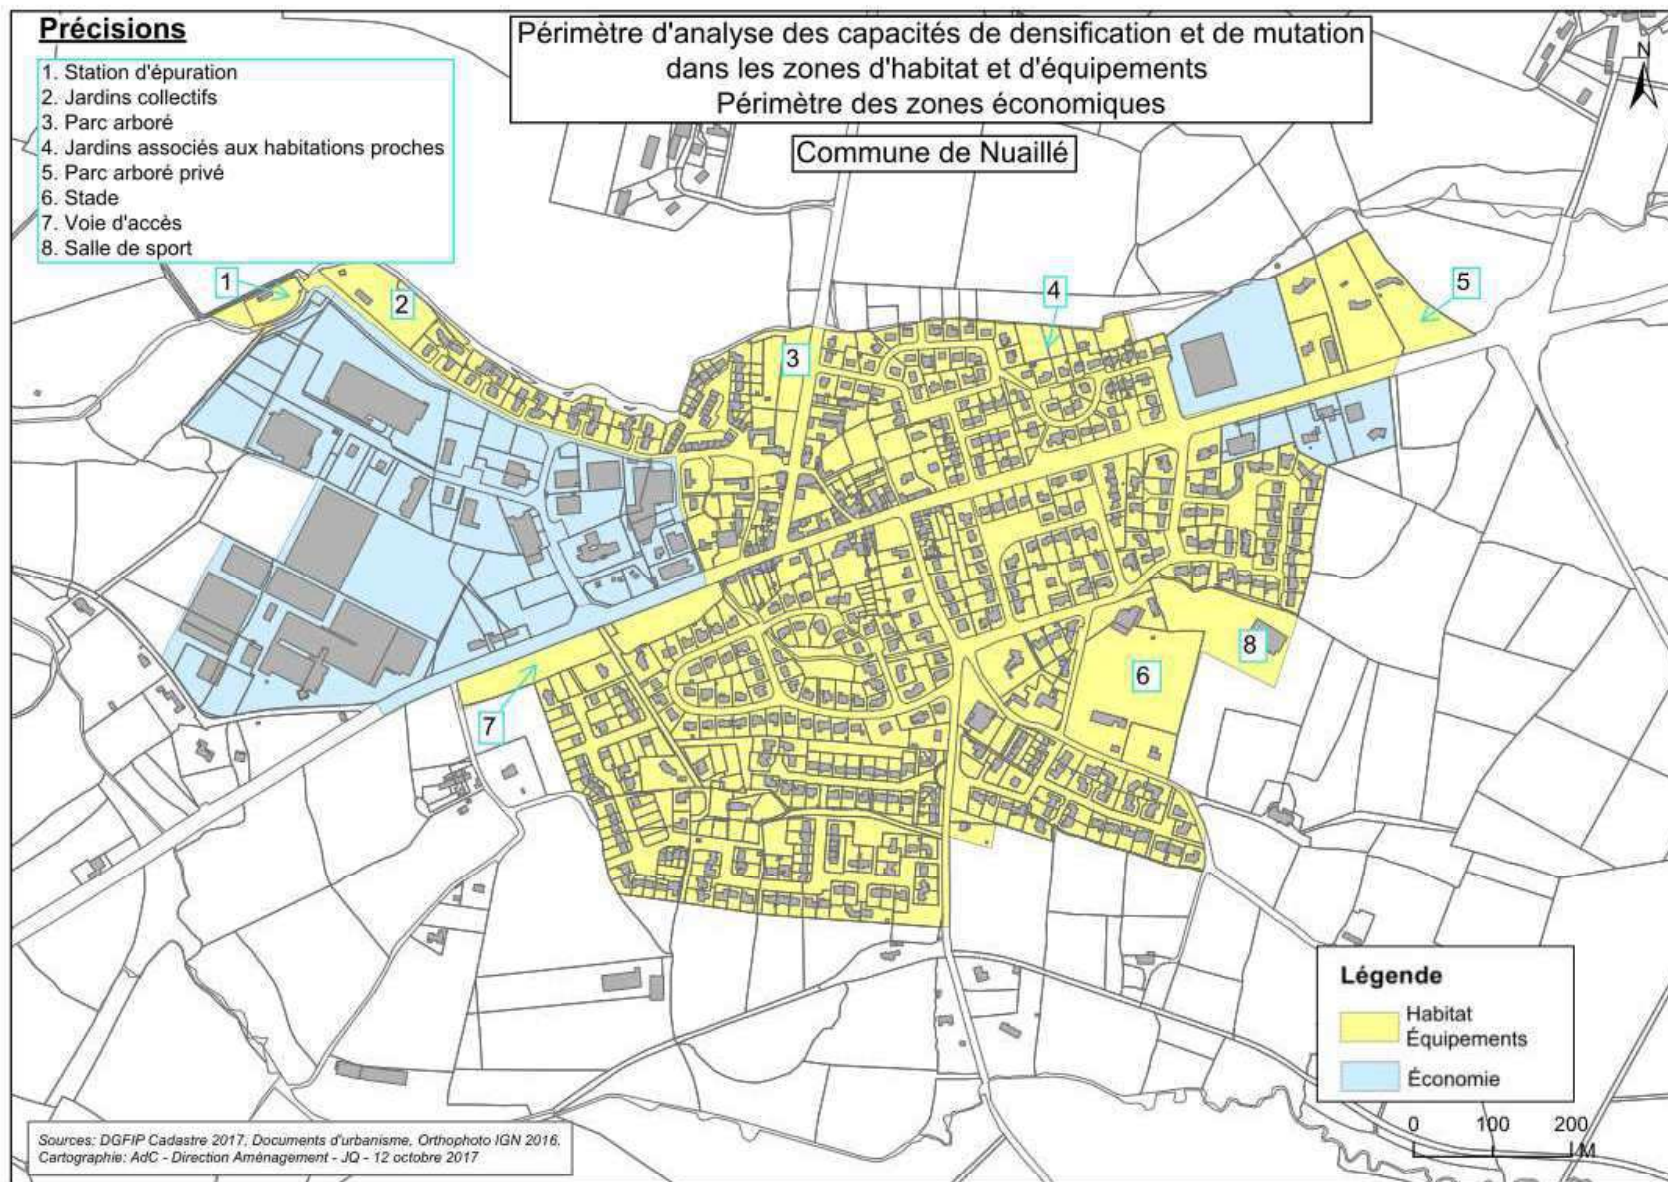 Précisions
1. Station d'épuration
2. Jardins collectifs
3. Parc arboré
4. Jardins associés aux habitations proches
5. Parc arboré privé
6. Stade
7. Voie d'accès
8. Salle de sport
Périmètre d'analyse des capacités de densification et de mutation
dans les zones d'habitat et d'équipements
Périmètre des zones économiques
Commune de Nuaillé
N
1
2
3
4
5
6
7
8
Légende
Habitat
Équipements
Économie
0 100 200
M
Sources: DGFIP Cadastre 2017, Documents d'urbanisme, Orthophoto IGN 2016.
Cartographie: AdC - Direction Aménagement - JQ - 12 octobre 2017